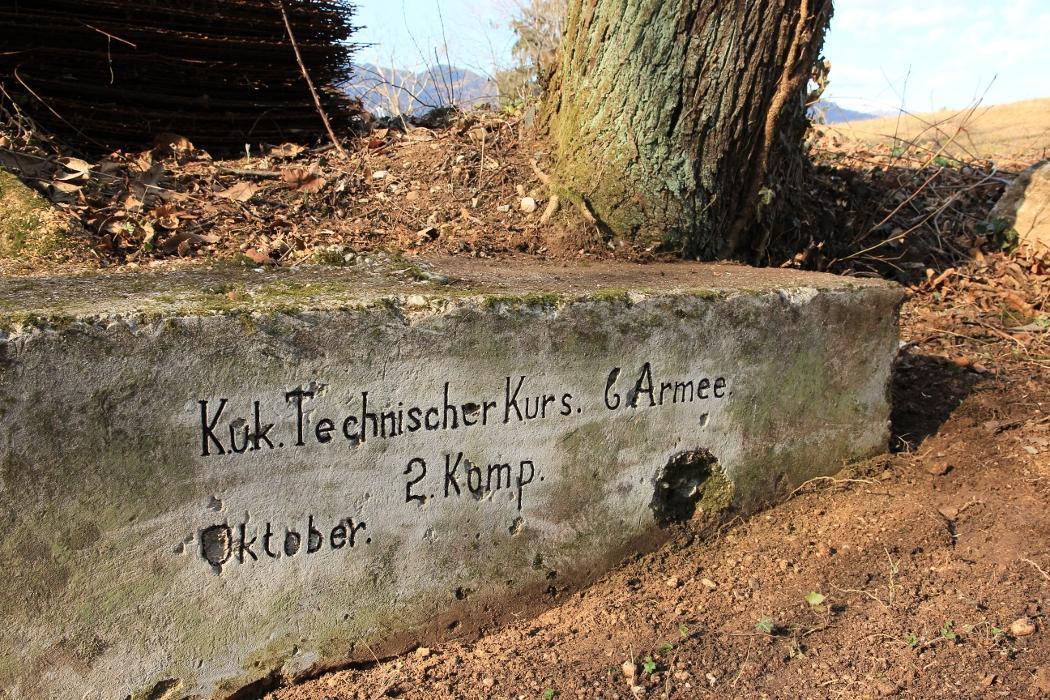 K.u.K. Technischer Kurs. 6 Armee.
2. Komp.
Oktober.